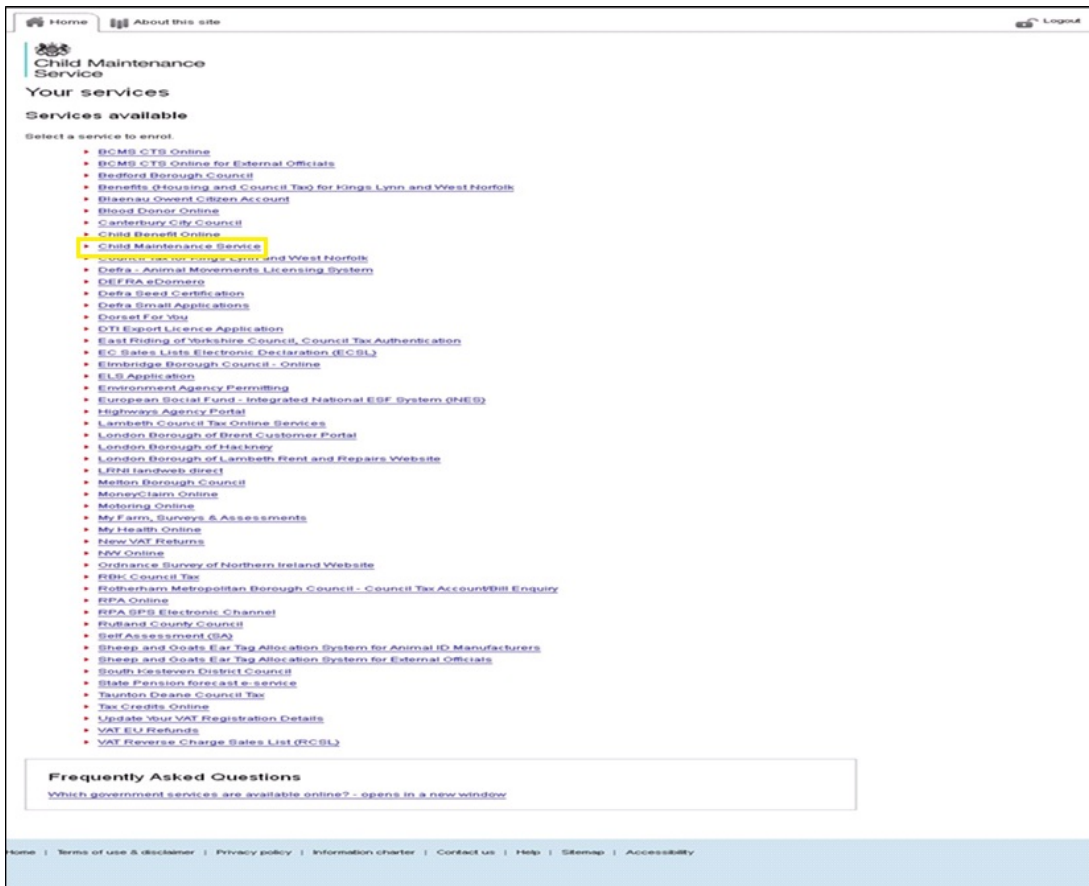 Home
About this site
Logout
Child Maintenance
Service
Your services
Services available
Select a service to enrol.
BCMS CTS Online
BCMS CTS Online for External Officials
Bedford Borough Council
Benefits (Housing and Council Tax) for Kings Lynn and West Norfolk
Blaenau Gwent Citizen Account
Blood Donor Online
Canterbury City Council
Child Benefit Online
Child Maintenance Service
Council Tax for Kings Lynn and West Norfolk
Defra - Animal Movements Licensing System
DEFRA eDomero
Defra Seed Certification
Defra Small Applications
Dorset For You
DTI Export Licence Application
East Riding of Yorkshire Council, Council Tax Authentication
EC Sales Lists Electronic Declaration (ECSL)
Elmbridge Borough Council - Online
ELS Application
Environment Agency Permitting
European Social Fund - Integrated National ESF System (INES)
Highways Agency Portal
Lambeth Council Tax Online Services
London Borough of Brent Customer Portal
London Borough of Hackney
London Borough of Lambeth Rent and Repairs Website
LRNI landweb direct
Melton Borough Council
MoneyClaim Online
Motoring Online
My Farm, Surveys & Assessments
My Health Online
New VAT Returns
NW Online
Ordnance Survey of Northern Ireland Website
RBK Council Tax
Rotherham Metropolitan Borough Council - Council Tax Account/Bill Enquiry
RPA Online
RPA SPS Electronic Channel
Rutland County Council
Self Assessment (SA)
Sheep and Goats Ear Tag Allocation System for Animal ID Manufacturers
Sheep and Goats Ear Tag Allocation System for External Officials
South Kesteven District Council
State Pension forecast e-service
Taunton Deane Council Tax
Tax Credits Online
Update Your VAT Registration Details
VAT EU Refunds
VAT Reverse Charge Sales List (RCSL)
Frequently Asked Questions
Which government services are available online? - opens in a new window
Home | Terms of use & disclaimer | Privacy policy | Information charter | Contact us | Help | Sitemap | Accessibility